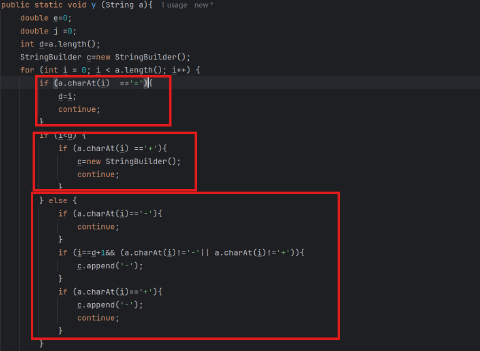 public static void y (String a){ 1 usage new *
double e=0;
double j =0;
int d=a.length();
StringBuilder c=new StringBuilder();
for (int i = 0; i < a.length(); i++) {
if (a.charAt(i) =='='){
d=i;
continue;
}
if (i<d) {
if (a.charAt(i) =='+'){
c=new StringBuilder();
continue;
}
} else {
if (a.charAt(i)=='-'){
continue;
}
if (i==d+1&& (a.charAt(i)!='-'|| a.charAt(i)!='+')){
c.append('-');
}
if (a.charAt(i)=='+'){
c.append('-');
continue;
}
}